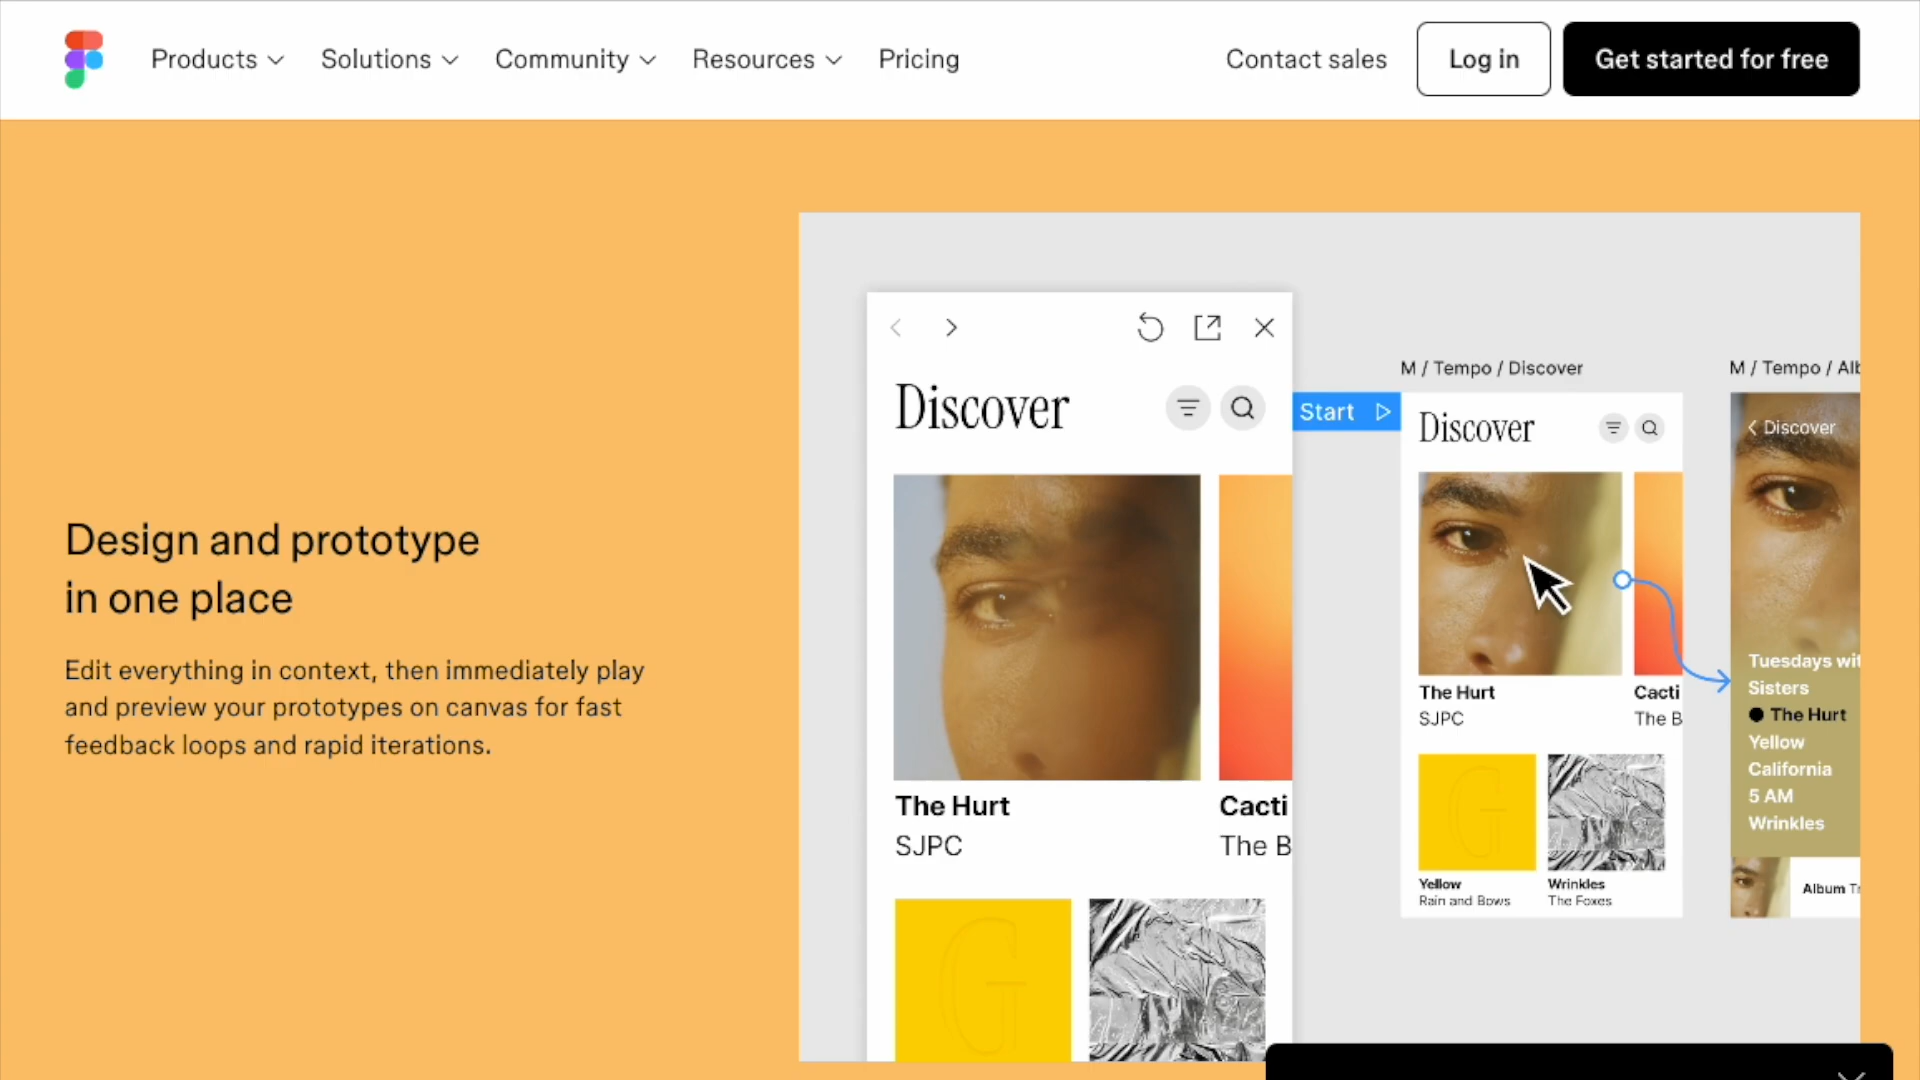 Products
Solutions
Community
Resources
Pricing
Contact sales
Log in
Get started for free
Design and prototype
in one place
Edit everything in context, then immediately play
and preview your prototypes on canvas for fast
feedback loops and rapid iterations.
Discover
The Hurt
SJPC
Cacti
The B
G
Start
M / Tempo / Discover
Discover
The Hurt
SJPC
Cacti
The B
G
Yellow
Rain and Bows
Wrinkles
The Foxes
M / Tempo / Alb
Discover
Tuesdays wit
Sisters
The Hurt
Yellow
California
5 AM
Wrinkles
Album Tr